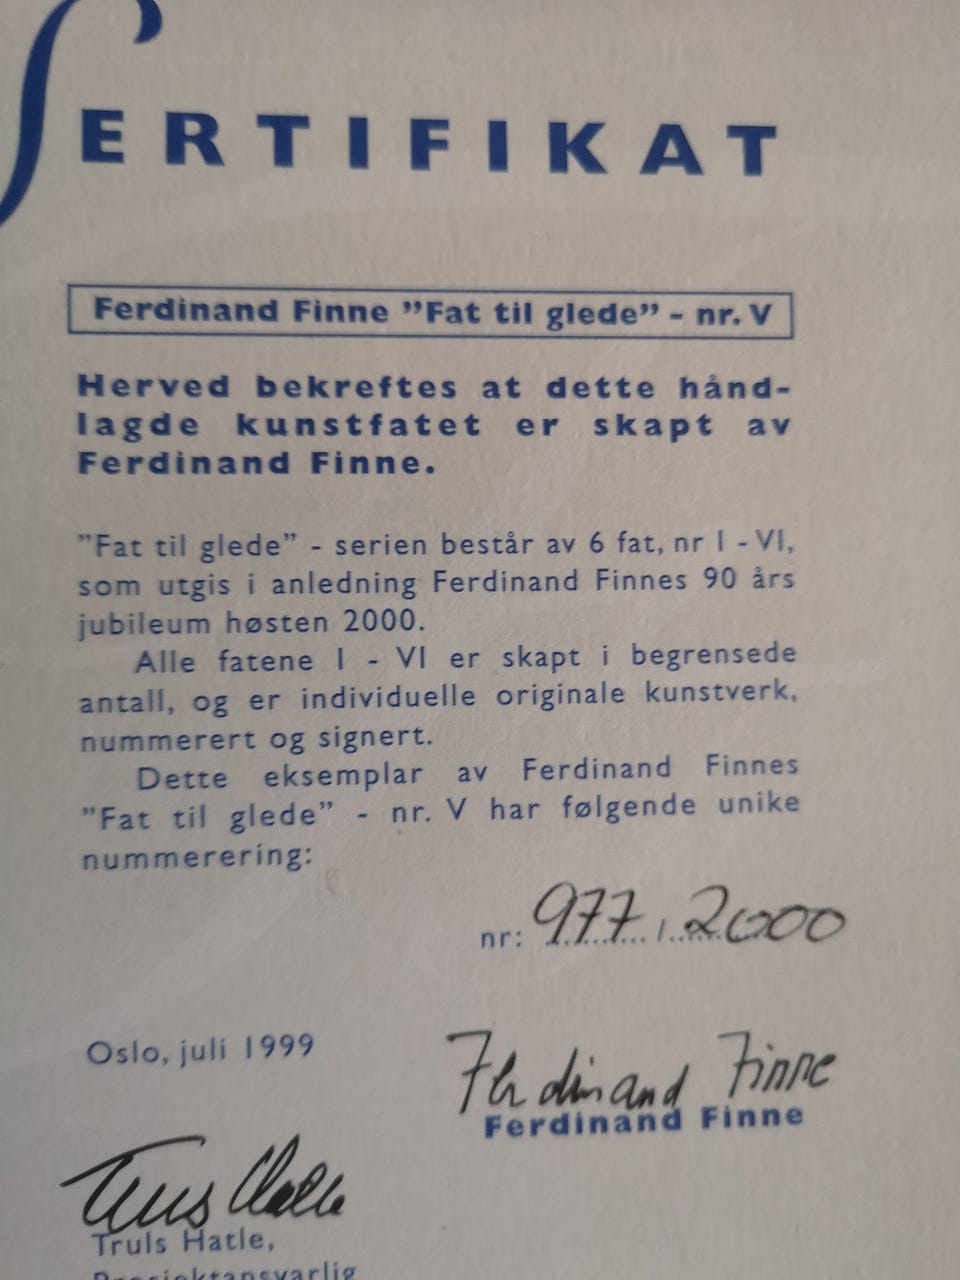 SERTIFIKAT
Ferdinand Finne ”Fat til glede” - nr. V
Herved bekreftes at dette hånd-
lagde kunstfatet er skapt av
Ferdinand Finne.
”Fat til glede” - serien består av 6 fat, nr I - VI,
som utgis i anledning Ferdinand Finnes 90 års
jubileum høsten 2000.
Alle fatene I - VI er skapt i begrensede
antall, og er individuelle originale kunstverk,
nummerert og signert.
Dette eksemplar av Ferdinand Finnes
”Fat til glede” - nr. V har følgende unike
nummerering:
nr: 977 / 2000
Oslo, juli 1999
Ferdinand Finne
Ferdinand Finne
Truls Hatle
Truls Hatle,
Prosjektansvarlig